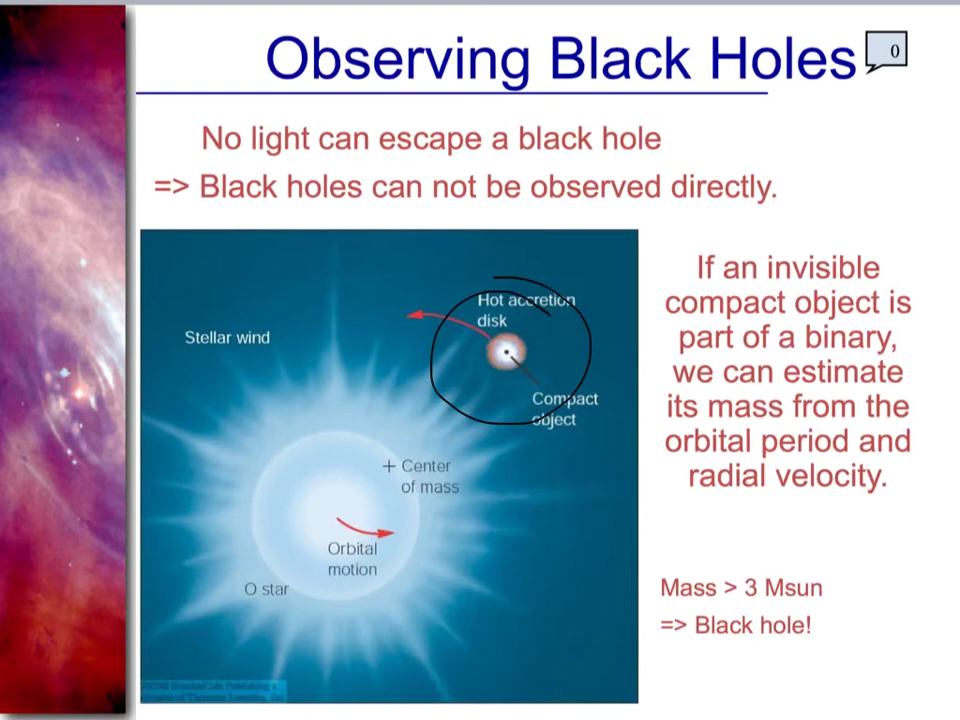 Observing Black Holes
0
No light can escape a black hole
=> Black holes can not be observed directly.
Hot accretion
disk
Stellar wind
Compact
object
+ Center
of mass
Orbital
motion
O star
If an invisible
compact object is
part of a binary,
we can estimate
its mass from the
orbital period and
radial velocity.
Mass > 3 Msun
=> Black hole!